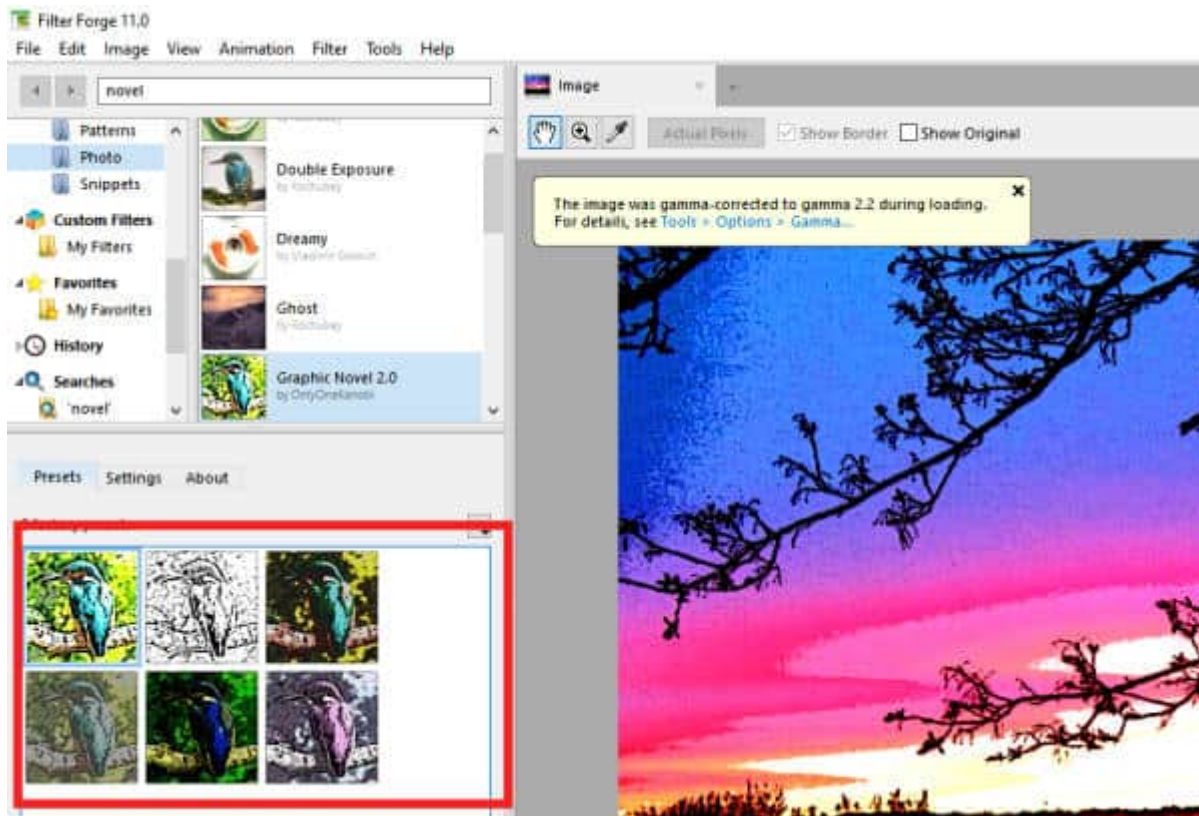 Filter Forge 11.0
File Edit Image View Animation Filter Tools Help
novel
Patterns
Photo
Snippets
Custom Filters
My Filters
Favorites
My Favorites
History
Searches
'novel'
Double Exposure
Dreamy
Ghost
Graphic Novel 2.0
Presets Settings About
Image
Actual Pixels Show Border Show Original
The image was gamma-corrected to gamma 2.2 during loading.
For details, see Tools > Options > Gamma...